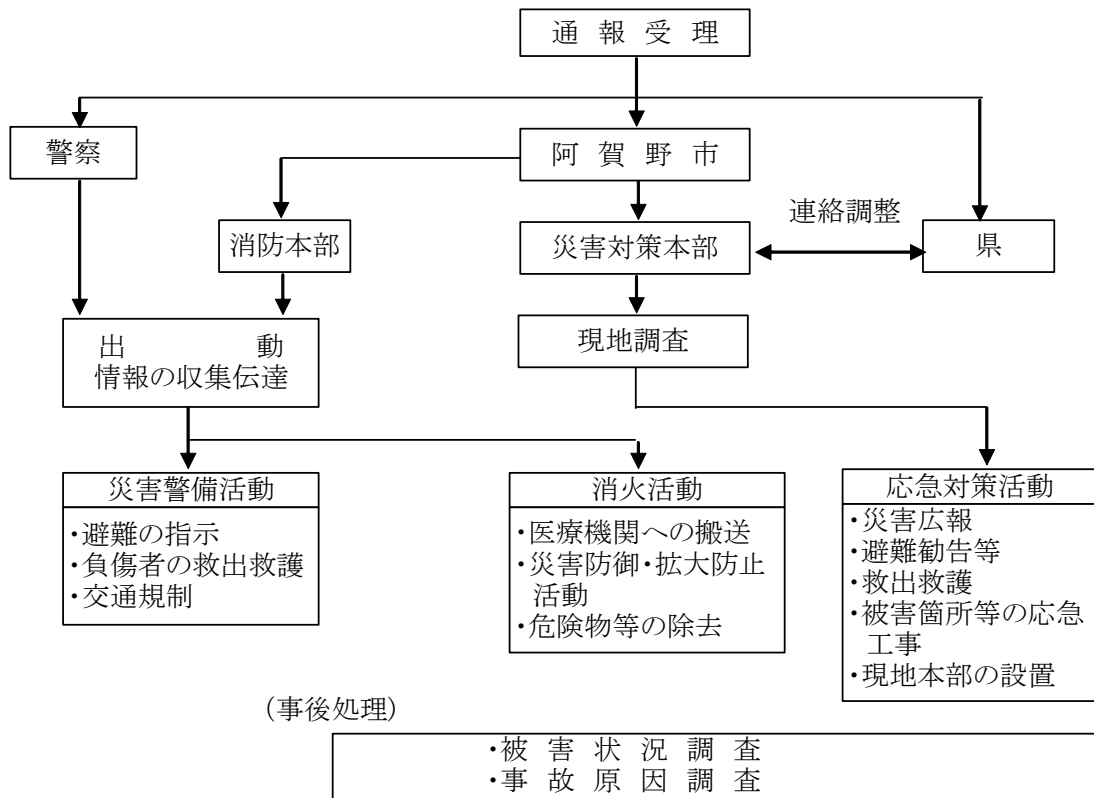 通報受理
警察
阿賀野市
連絡調整
消防本部
災害対策本部
県
出動
情報の収集伝達
現地調査
災害警備活動
・避難の指示
・負傷者の救出救護
・交通規制
消火活動
・医療機関への搬送
・災害防御・拡大防止
活動
・危険物等の除去
応急対策活動
・災害広報
・避難勧告等
・救出救護
・被害箇所等の応急
工事
・現地本部の設置
(事後処理)
・被害状況調査
・事故原因調査